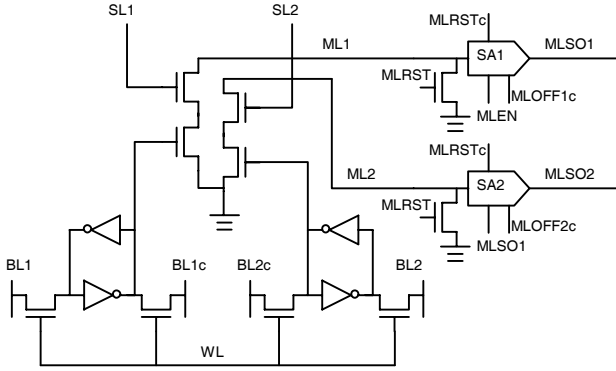 SL1
SL2
MLRSTc
ML1
SA1
MLSO1
MLRST
MLOFF1c
MLEN
MLRSTc
ML2
SA2
MLSO2
MLRST
MLOFF2c
MLSO1
BL1
BL1c
BL2c
BL2
WL